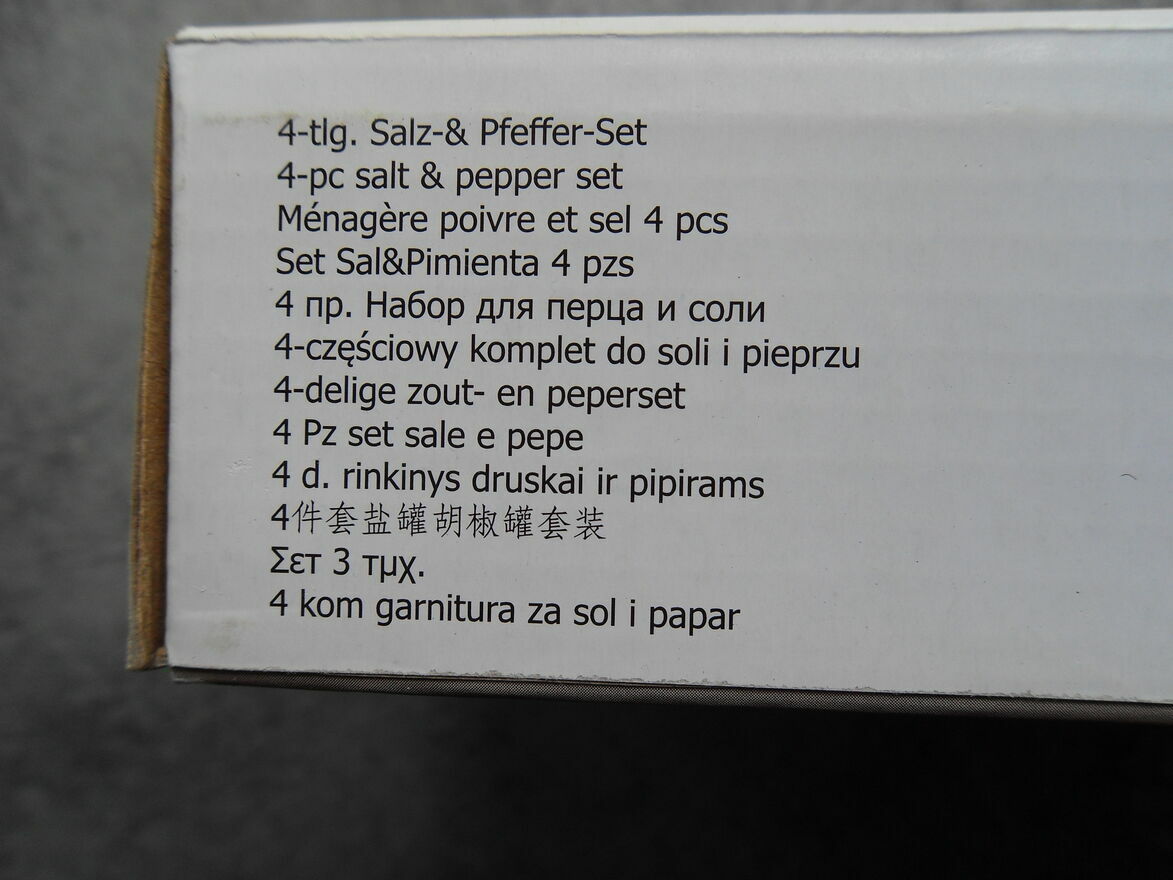 4-tlg. Salz-& Pfeffer-Set
4-pc salt & pepper set
Ménagère poivre et sel 4 pcs
Set Sal&Pimienta 4 pzs
4 пр. Набор для перца и соли
4-częściowy komplet do soli i pieprzu
4-delige zout- en peperset
4 Pz set sale e pepe
4 d. rinkinys druskai ir pipirams
4件套盐罐胡椒罐套装
Σετ 3 τμχ.
4 kom garnitura za sol i papar